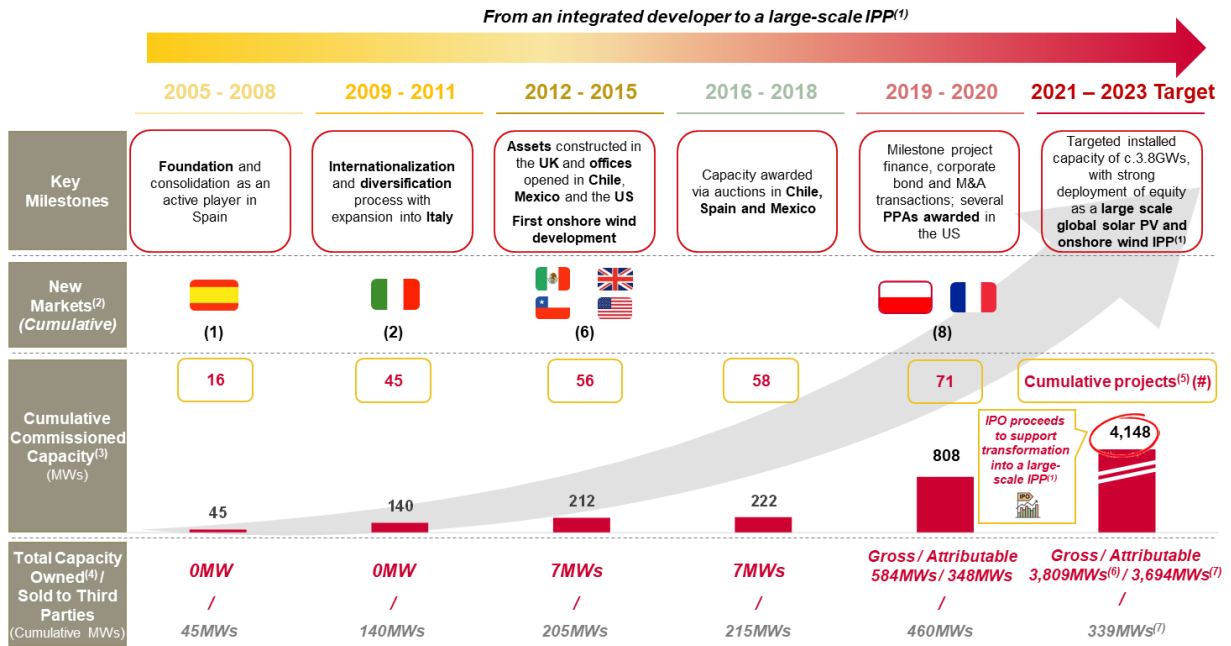 From an integrated developer to a large-scale IPP(1)
2005 - 2008
2009 - 2011
2012 - 2015
2016 - 2018
2019 - 2020
2021 – 2023 Target
Key
Milestones
Foundation and
consolidation as an
active player in
Spain
Internationalization
and diversification
process with
expansion into Italy
Assets constructed in
the UK and offices
opened in Chile,
Mexico and the US
First onshore wind
development
Capacity awarded
via auctions in Chile,
Spain and Mexico
Milestone project
finance, corporate
bond and M&A
transactions; several
PPAs awarded in
the US
Targeted installed
capacity of c.3.8GWs,
with strong
deployment of equity
as a large scale
global solar PV and
onshore wind IPP(1)
New
Markets(2)
(Cumulative)
(1)
(2)
(6)
(8)
Cumulative
Commissioned
Capacity(3)
(MWs)
16
45
56
58
71
Cumulative projects(5) (#)
45
140
212
222
808
IPO proceeds
to support
transformation
into a large-
scale IPP(1)
IPO
4,148
Total Capacity
Owned(4) /
Sold to Third
Parties
(Cumulative MWs)
0MW
/
45MWs
0MW
/
140MWs
7MWs
/
205MWs
7MWs
/
215MWs
Gross / Attributable
584MWs / 348MWs
/
460MWs
Gross / Attributable
3,809MWs(6) / 3,694MWs(7)
/
339MWs(7)